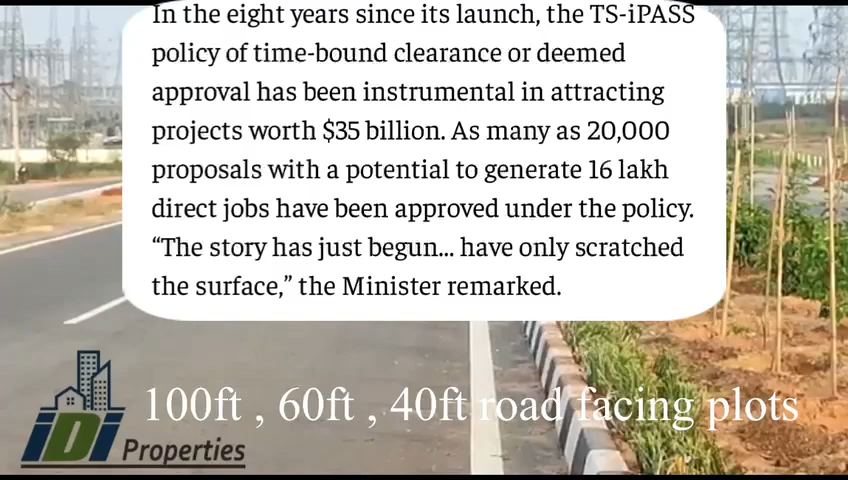 In the eight years since its launch, the TS-iPASS
policy of time-bound clearance or deemed
approval has been instrumental in attracting
projects worth $35 billion. As many as 20,000
proposals with a potential to generate 16 lakh
direct jobs have been approved under the policy.
“The story has just begun... have only scratched
the surface,” the Minister remarked.
100ft , 60ft , 40ft road facing plots
iDi
Properties